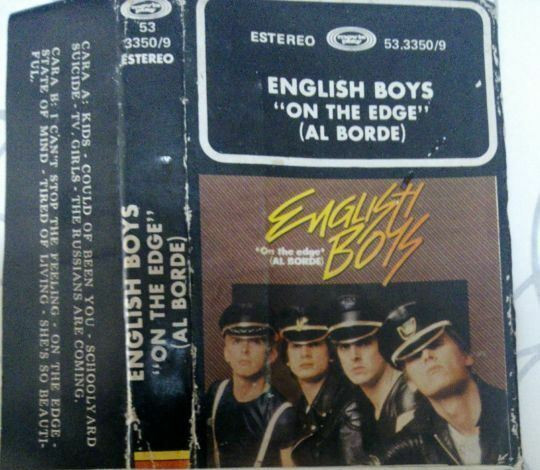 CARA A: KIDS - COULD OF BEEN YOU - SCHOOLYARD
SUICIDE - TV. GIRLS - THE RUSSIANS ARE COMING.
CARA B: I CAN'T STOP THE FEELING - ON THE EDGE -
STATE OF MIND - TIRED OF LIVING - SHE'S SO BEAUTI-
FUL.
53
3350/9
ESTEREO
ENGLISH BOYS
"ON THE EDGE"
(AL BORDE)
ESTEREO 53.3350/9
ENGLISH BOYS
"ON THE EDGE"
(AL BORDE)
ENGLISH
BOYS
"On the edge"
(AL BORDE)